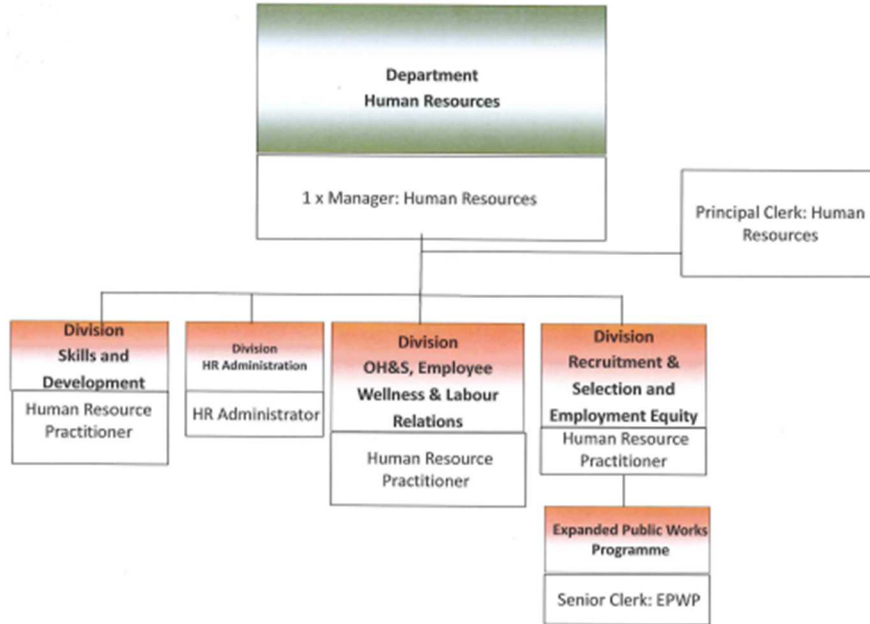 Department
Human Resources
1 x Manager: Human Resources
Principal Clerk: Human
Resources
Division
Skills and
Development
Human Resource
Practitioner
Division
HR Administration
HR Administrator
Division
OH&S, Employee
Wellness & Labour
Relations
Human Resource
Practitioner
Division
Recruitment &
Selection and
Employment Equity
Human Resource
Practitioner
Expanded Public Works
Programme
Senior Clerk: EPWP